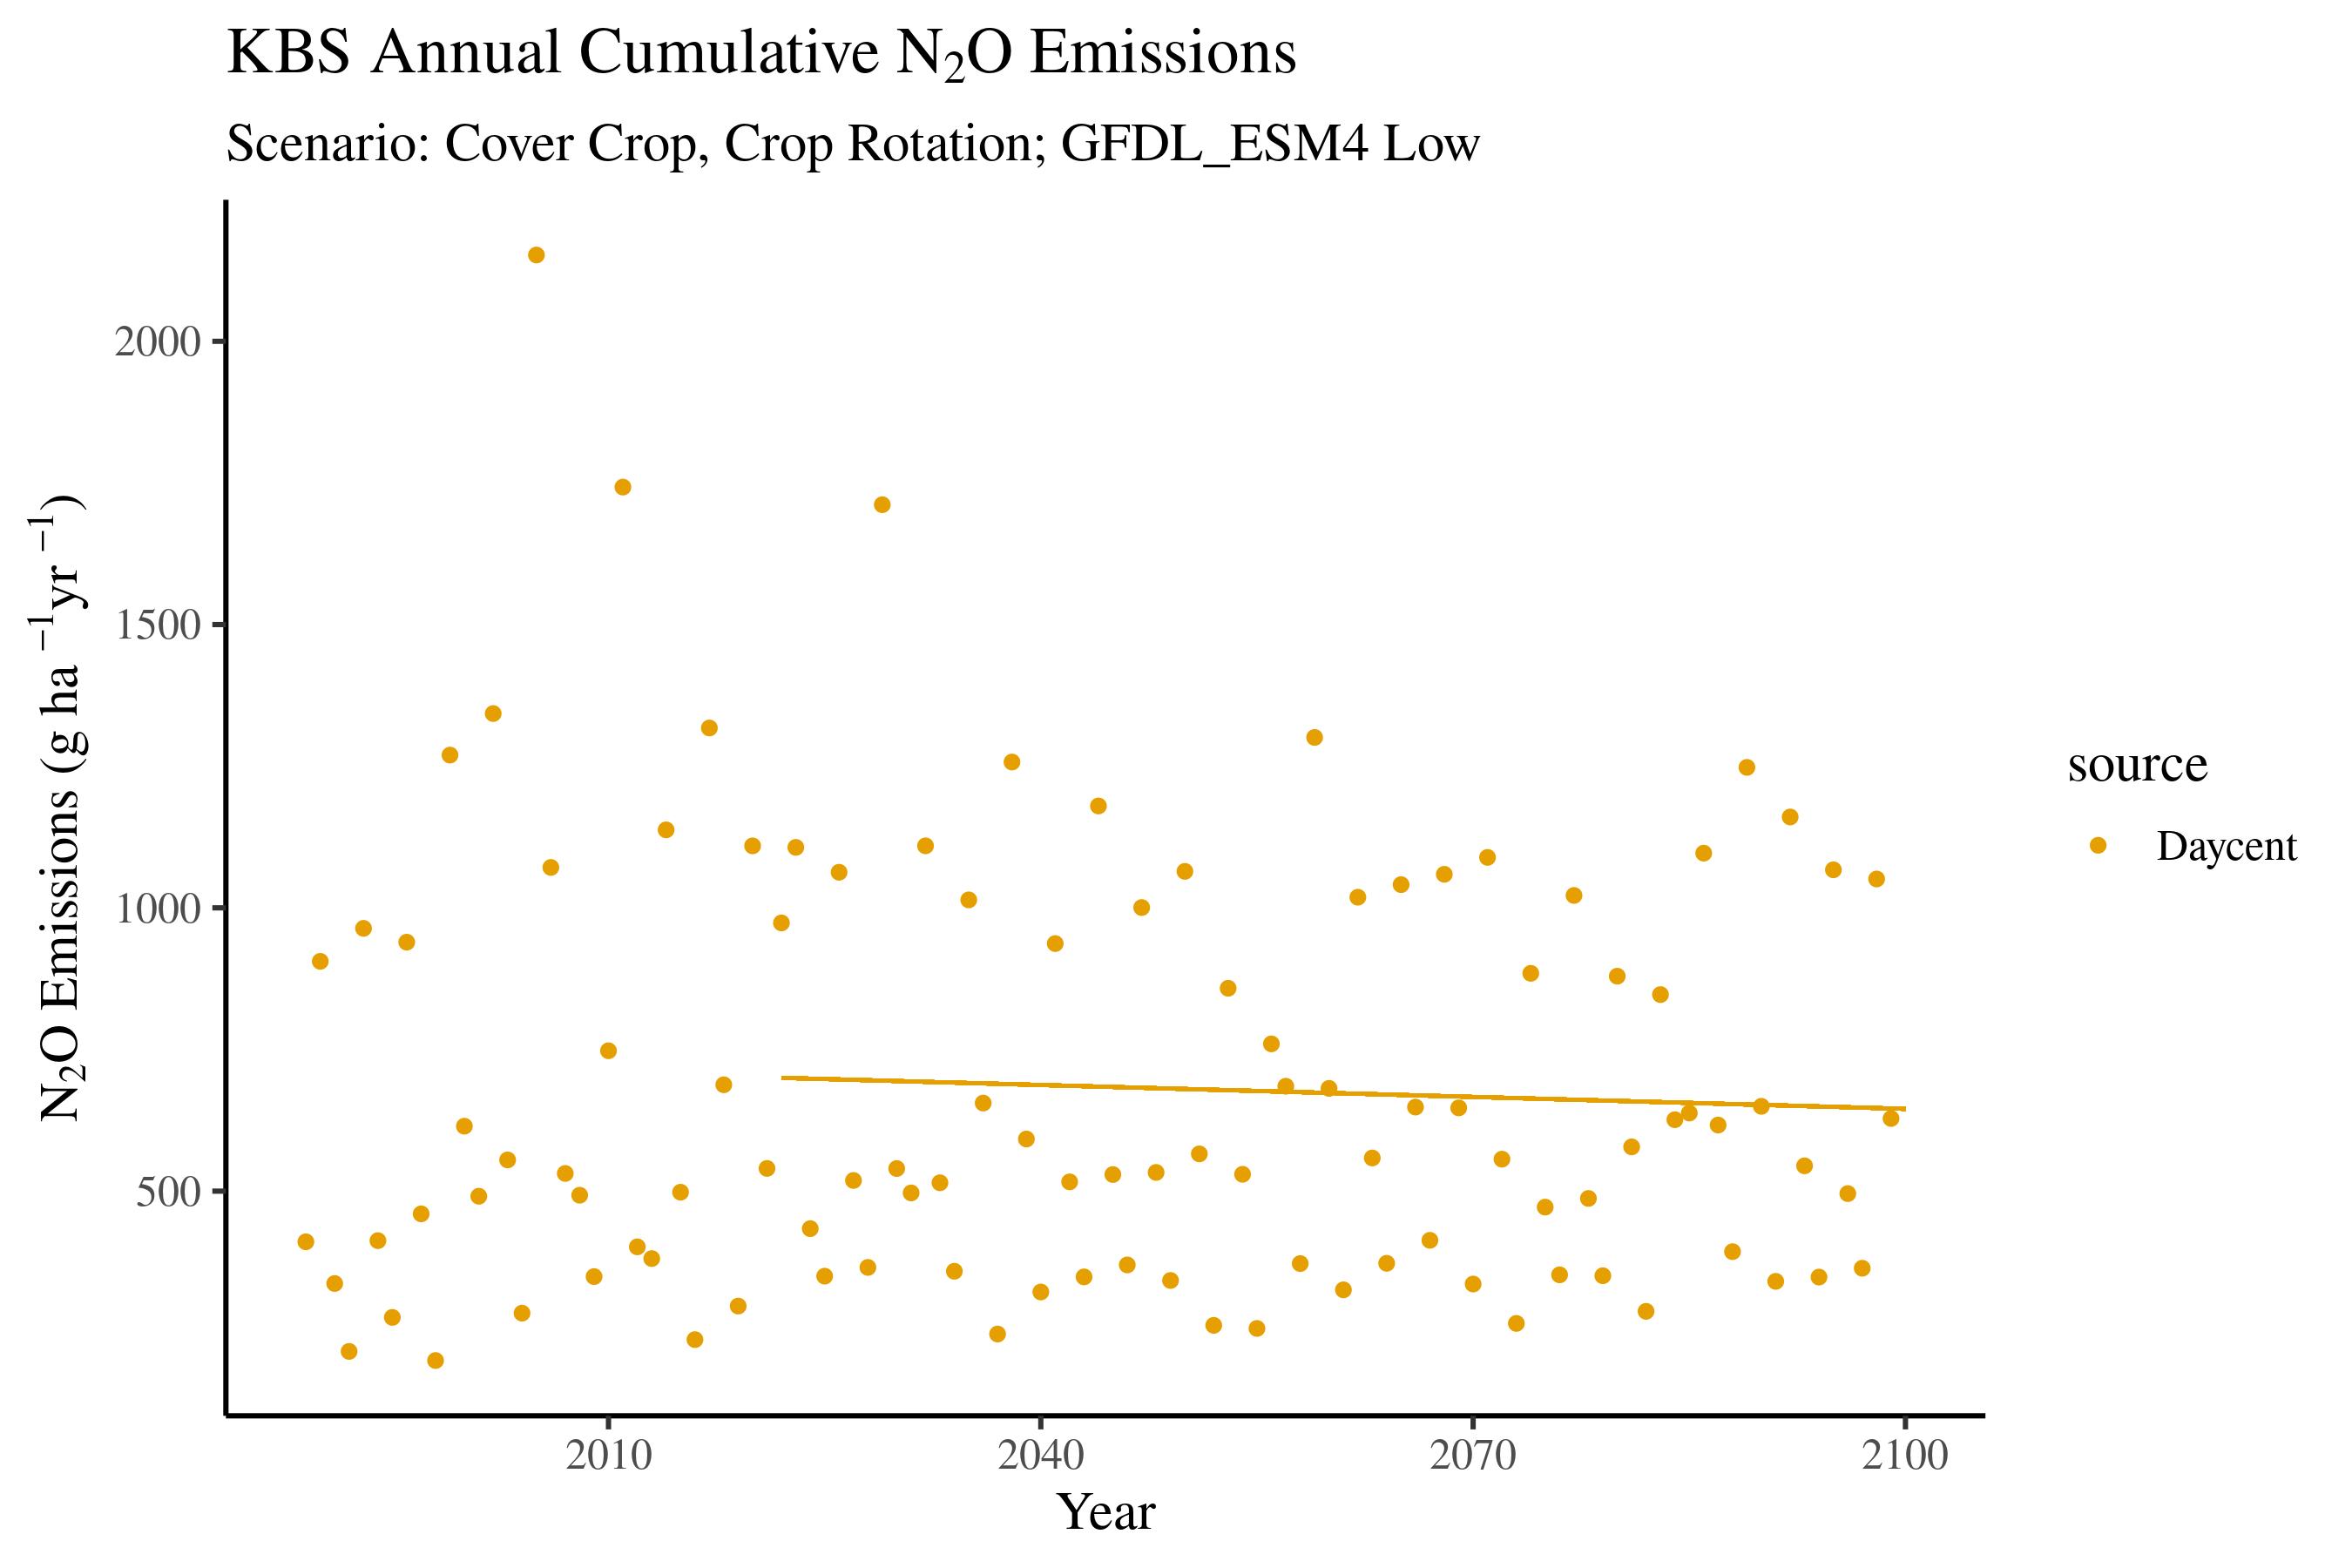 KBS Annual Cumulative N₂O Emissions
Scenario: Cover Crop, Crop Rotation; GFDL_ESM4 Low
N₂O Emissions (g ha⁻¹yr⁻¹)
2000
1500
1000
500
2010 2040 2070 2100
Year
source
Daycent